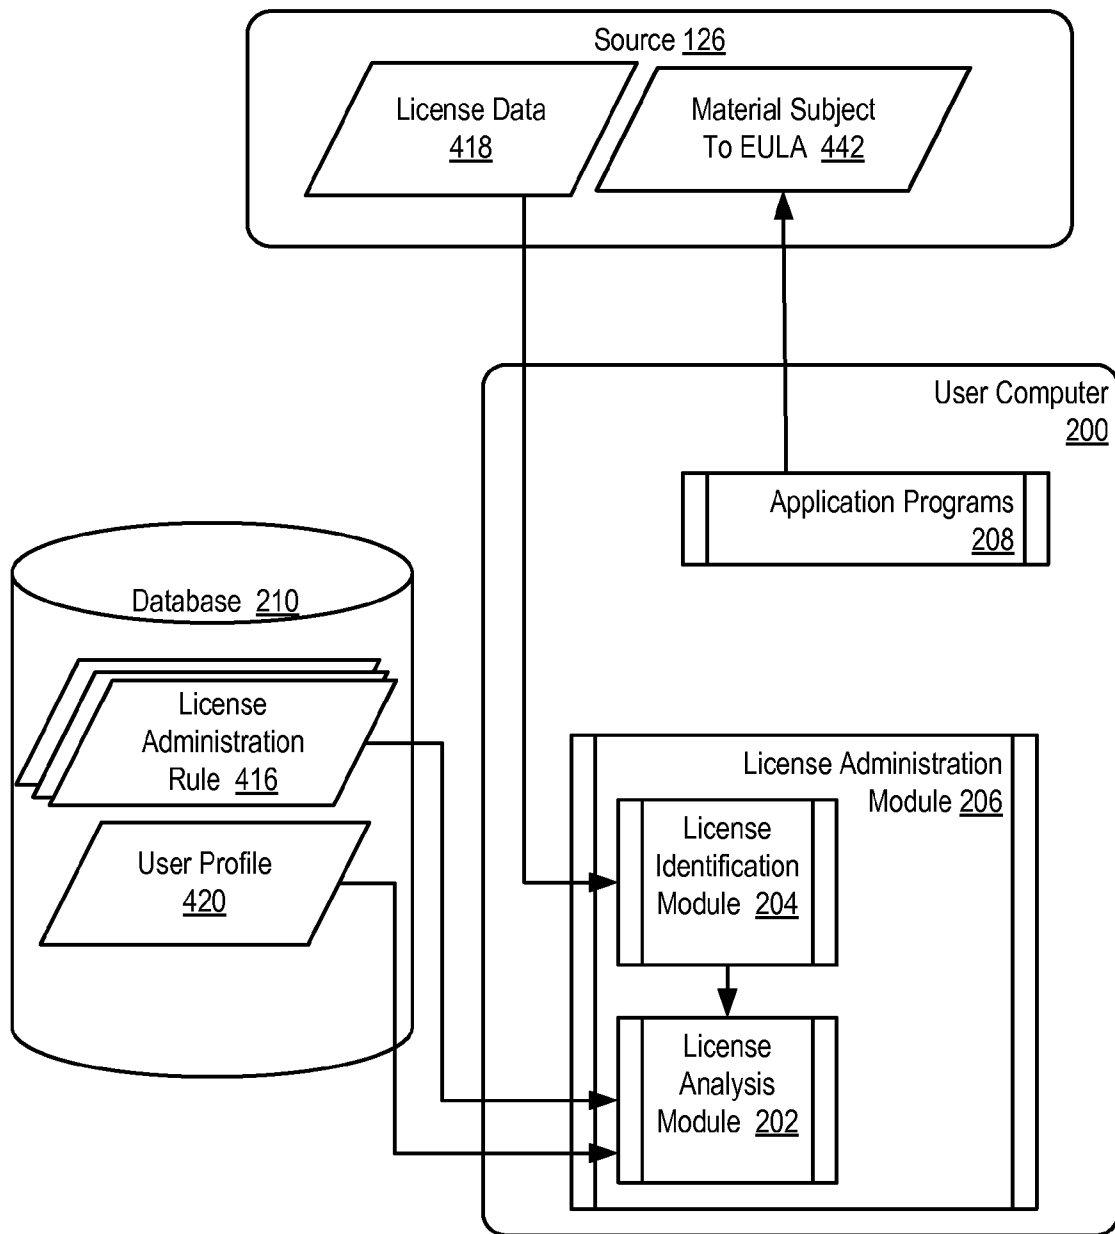 Source 126
License Data
418
Material Subject
To EULA 442
User Computer
200
Application Programs
208
Database 210
License
Administration
Rule 416
User Profile
420
License Administration
Module 206
License
Identification
Module 204
License
Analysis
Module 202